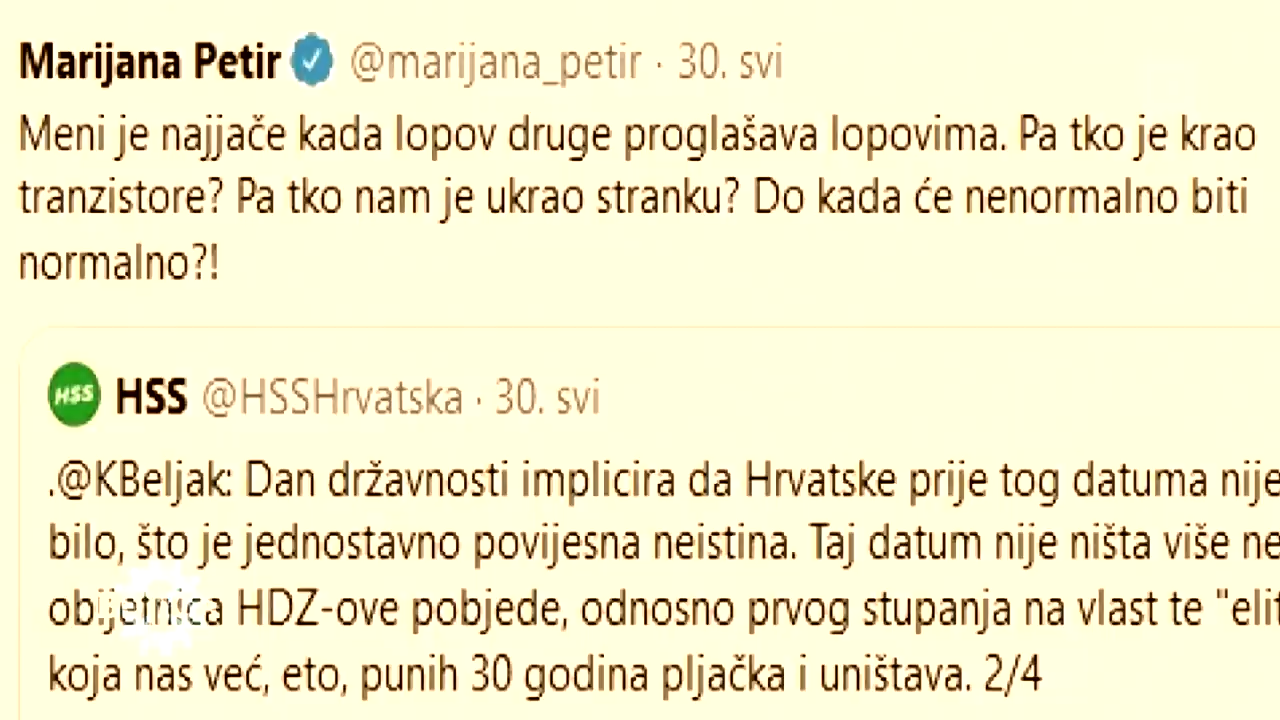 Marijana Petir @marijana_petir · 30. svi
Meni je najjače kada lopov druge proglašava lopovima. Pa tko je krao
tranzistore? Pa tko nam je ukrao stranku? Do kada će nenormalno biti
normalno?!
HSS HSS @HSSHrvatska · 30. svi
.@KBeljak: Dan državnosti implicira da Hrvatske prije tog datuma nije
bilo, što je jednostavno povijesna neistina. Taj datum nije ništa više ne
obljetnica HDZ-ove pobjede, odnosno prvog stupanja na vlast te "elit
koja nas već, eto, punih 30 godina pljačka i uništava. 2/4